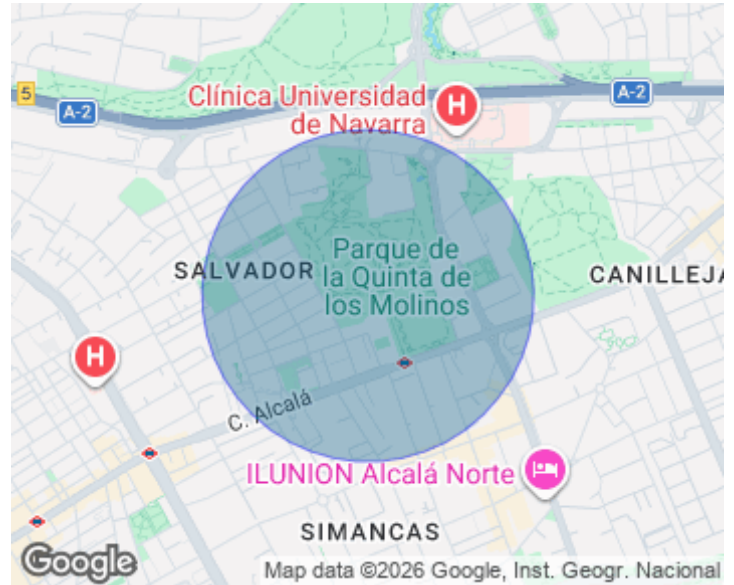 5
A-2
A-2
Clínica Universidad
de Navarra
H
Parque de
la Quinta de
los Molinos
SALVADOR
CANILLEJA
H
C. Alcalá
ILUNION Alcalá Norte
SIMANCAS
Google
Map data ©2026 Google, Inst. Geogr. Nacional